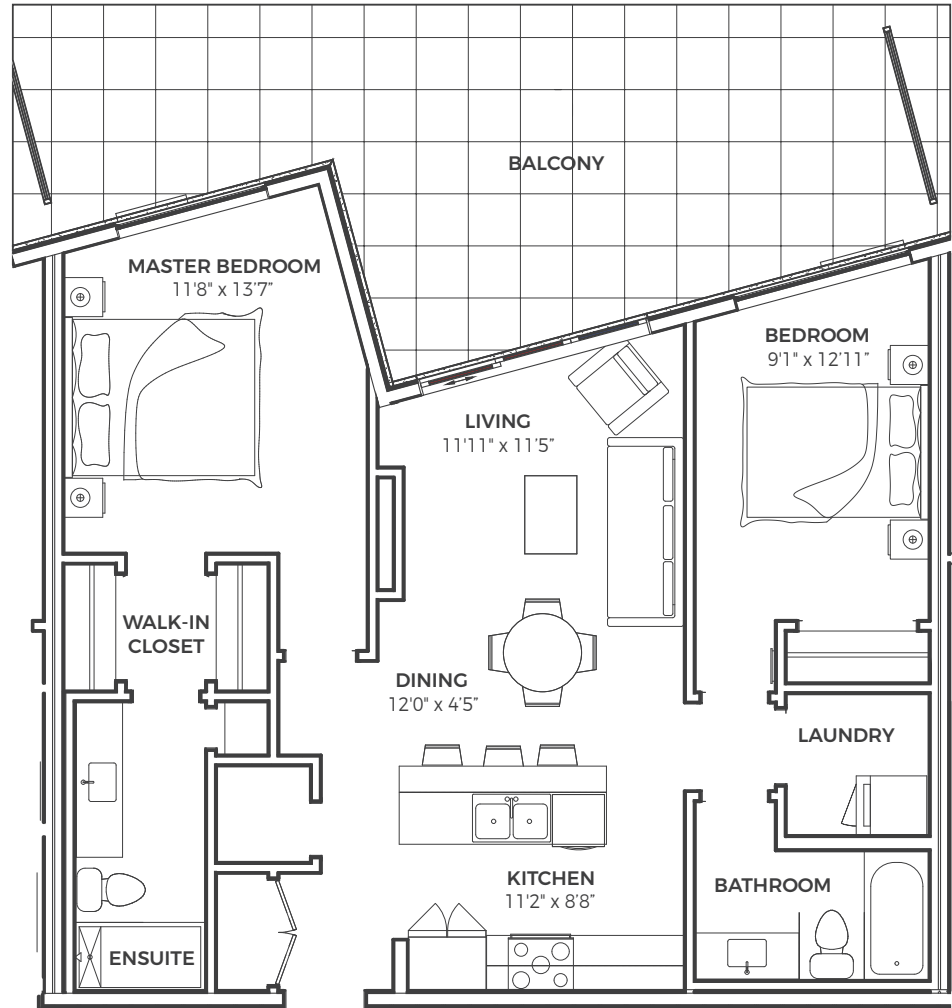 BALCONY
MASTER BEDROOM
11'8" x 13'7"
BEDROOM
9'1" x 12'11"
LIVING
11'11" x 11'5"
WALK-IN
CLOSET
DINING
12'0" x 4'5"
LAUNDRY
KITCHEN
11'2" x 8'8"
BATHROOM
ENSUITE